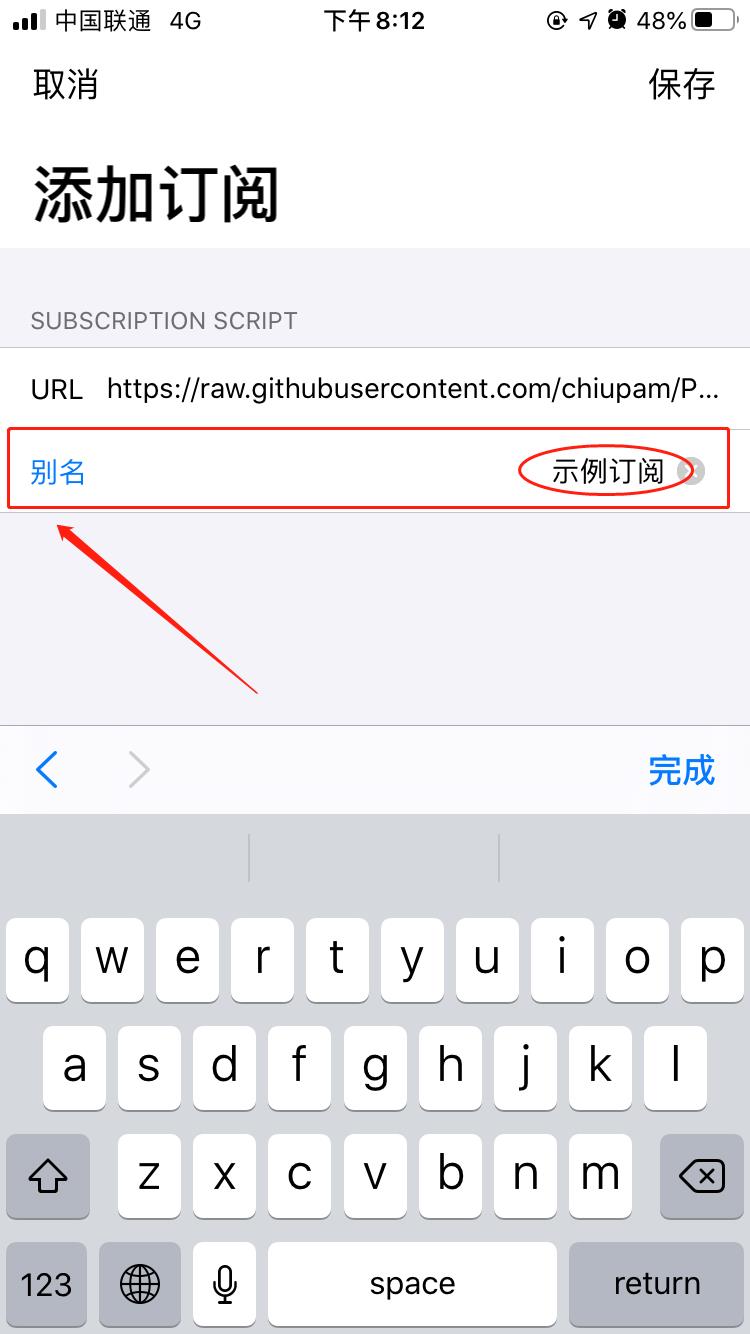 中国联通 4G 下午8:12 48%
取消 保存
添加订阅
SUBSCRIPTION SCRIPT
URL https://raw.githubusercontent.com/chiupam/P...
别名 示例订阅
完成
q w e r t y u i o p
a s d f g h j k l
z x c v b n m
123 space return